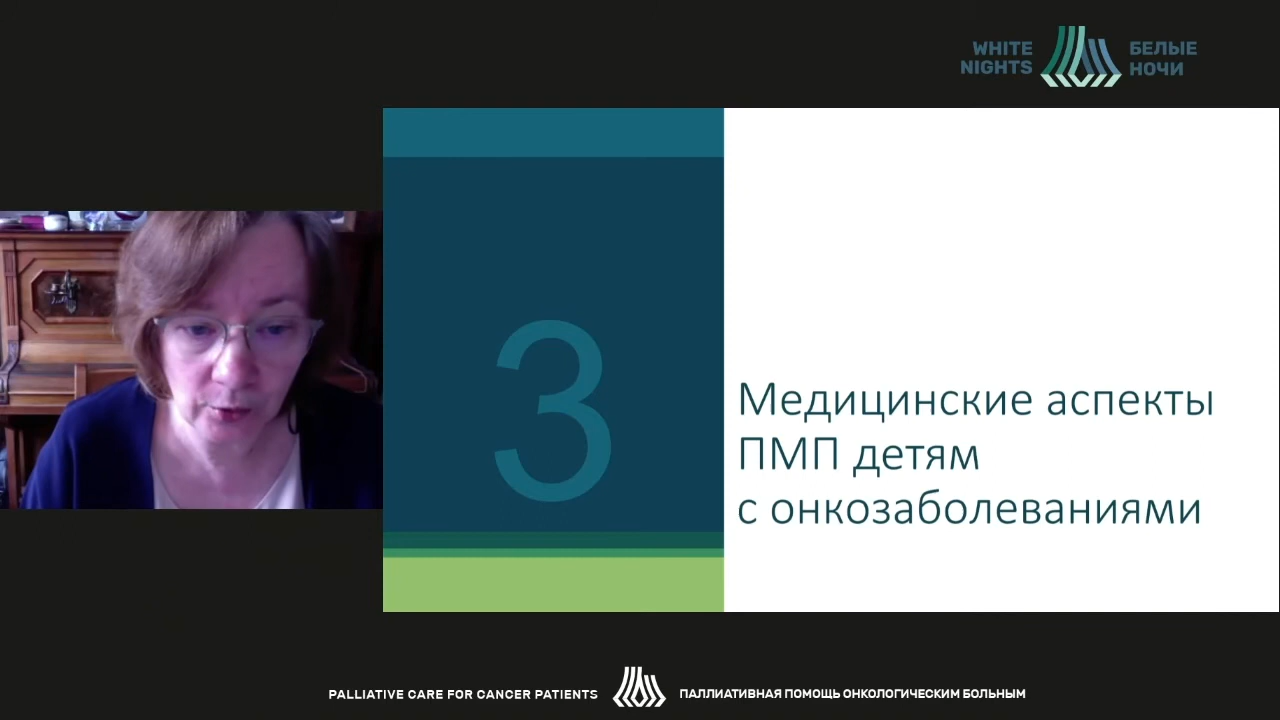 WHITE
NIGHTS
БЕЛЫЕ
НОЧИ
3
Медицинские аспекты
ПМП детям
с онкозаболеваниями
PALLIATIVE CARE FOR CANCER PATIENTS
ПАЛЛИАТИВНАЯ ПОМОЩЬ ОНКОЛОГИЧЕСКИМ БОЛЬНЫМ